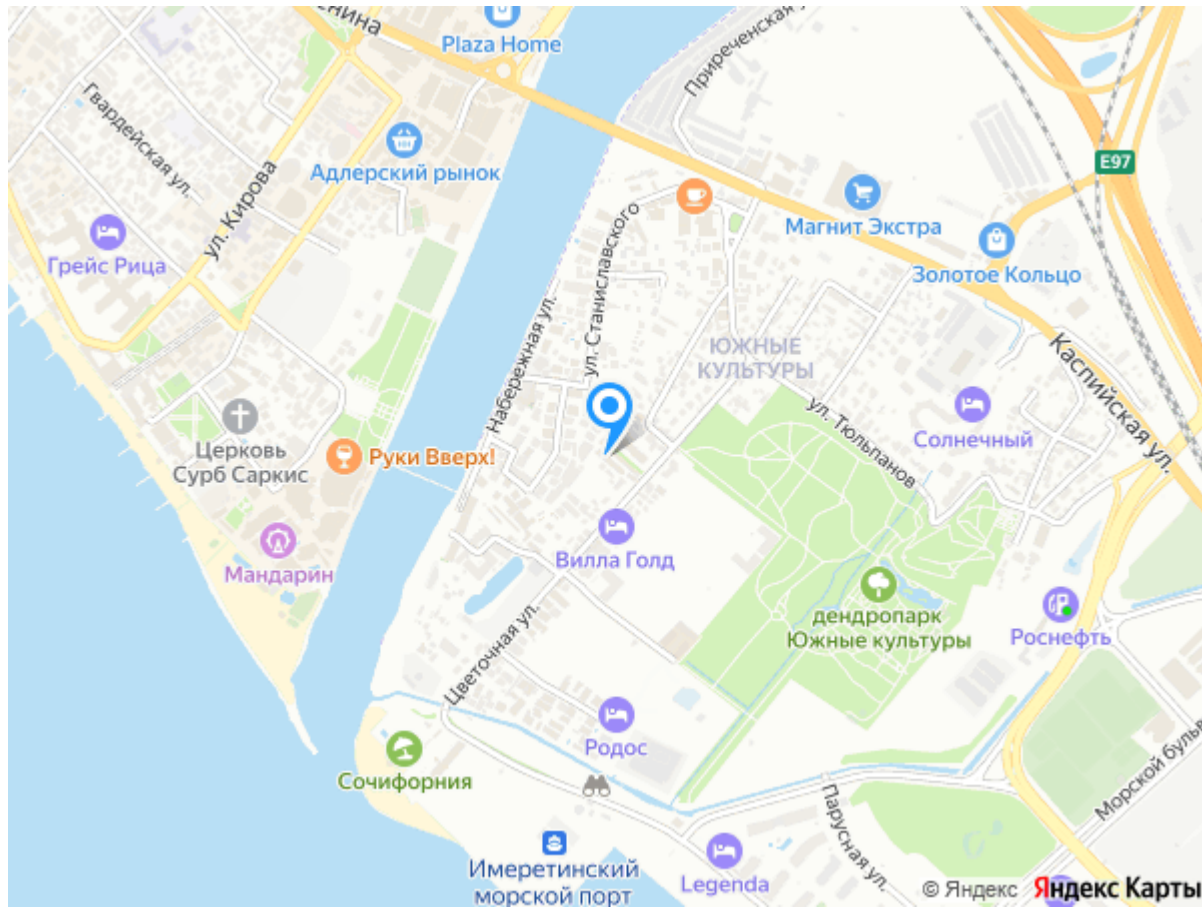 енина
Plaza Home
Приреченская у
Гвардейская ул.
ул. Кирова
Адлерский рынок
E97
Магнит Экстра
Золотое Кольцо
Грейс Рица
ул. Станиславского
Набережная ул.
ЮЖНЫЕ
КУЛЬТУРЫ
Каспийская ул.
ул. Тюльпанов
Солнечный
Церковь
Сурб Саркис
Руки Вверх!
Мандарин
Вилла Голд
дендропарк
Южные культуры
Роснефть
Цветочная ул.
Родос
Сочифорния
Морской бульв
Парусная ул.
Имеретинский
морской порт
Legenda
© Яндекс Яндекс Карты